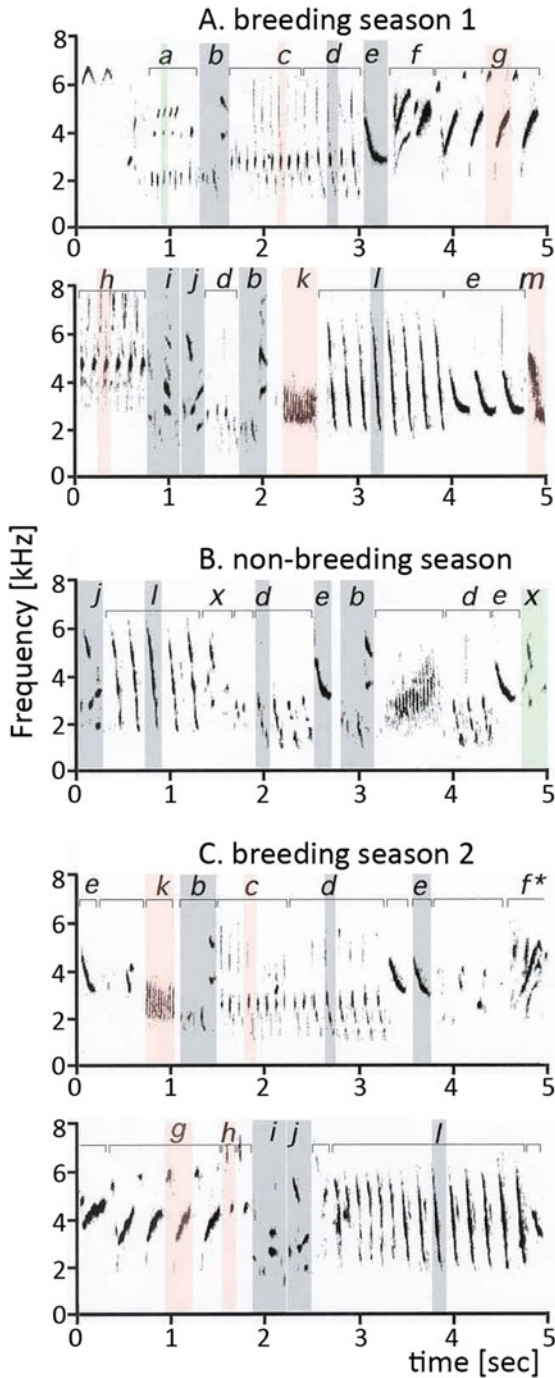 A. breeding season 1
8
a b c d e f g
6
4
2
0
0 1 2 3 4 5
8
h i j d b k l e m
6
4
2
0
0 1 2 3 4 5
Frequency [kHz]
B. non-breeding season
8
j l x d e b d e x
6
4
2
0
0 1 2 3 4 5
C. breeding season 2
8
e k b c d e f*
6
4
2
0
0 1 2 3 4 5
8
g h i j l
6
4
2
0
0 1 2 3 4 5
time [sec]